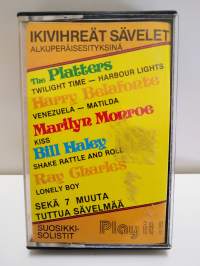 IKIVIHREÄT SÄVELET
ALKUPERÄISESITYKSINÄ
The Platters
TWILIGHT TIME – HARBOUR LIGHTS
Harry Belafonte
VENEZUELA – MATILDA
Marilyn Monroe
KISS
Bill Haley
SHAKE RATTLE AND ROLL
Ray Charles
LONELY BOY
SEKÄ 7 MUUTA
TUTTUA SÄVELMÄÄ
SUOSIKKI-
SOLISTIT
Play it!